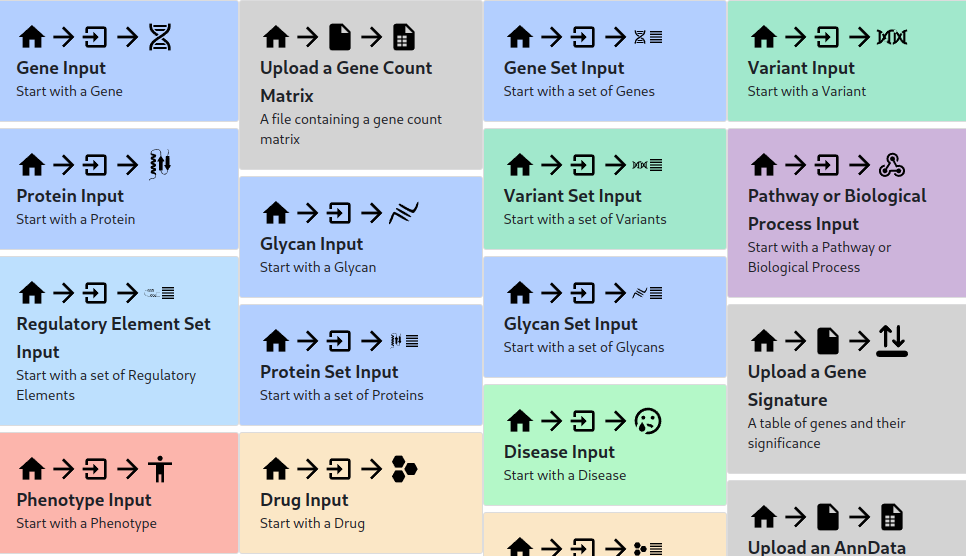 Gene Input
Start with a Gene
Protein Input
Start with a Protein
Regulatory Element Set
Input
Start with a set of Regulatory
Elements
Phenotype Input
Start with a Phenotype
Upload a Gene Count
Matrix
A file containing a gene count
matrix
Glycan Input
Start with a Glycan
Protein Set Input
Start with a set of Proteins
Drug Input
Start with a Drug
Gene Set Input
Start with a set of Genes
Variant Set Input
Start with a set of Variants
Glycan Set Input
Start with a set of Glycans
Disease Input
Start with a Disease
Variant Input
Start with a Variant
Pathway or Biological
Process Input
Start with a Pathway or
Biological Process
Upload a Gene
Signature
A table of genes and their
significance
Upload an AnnData